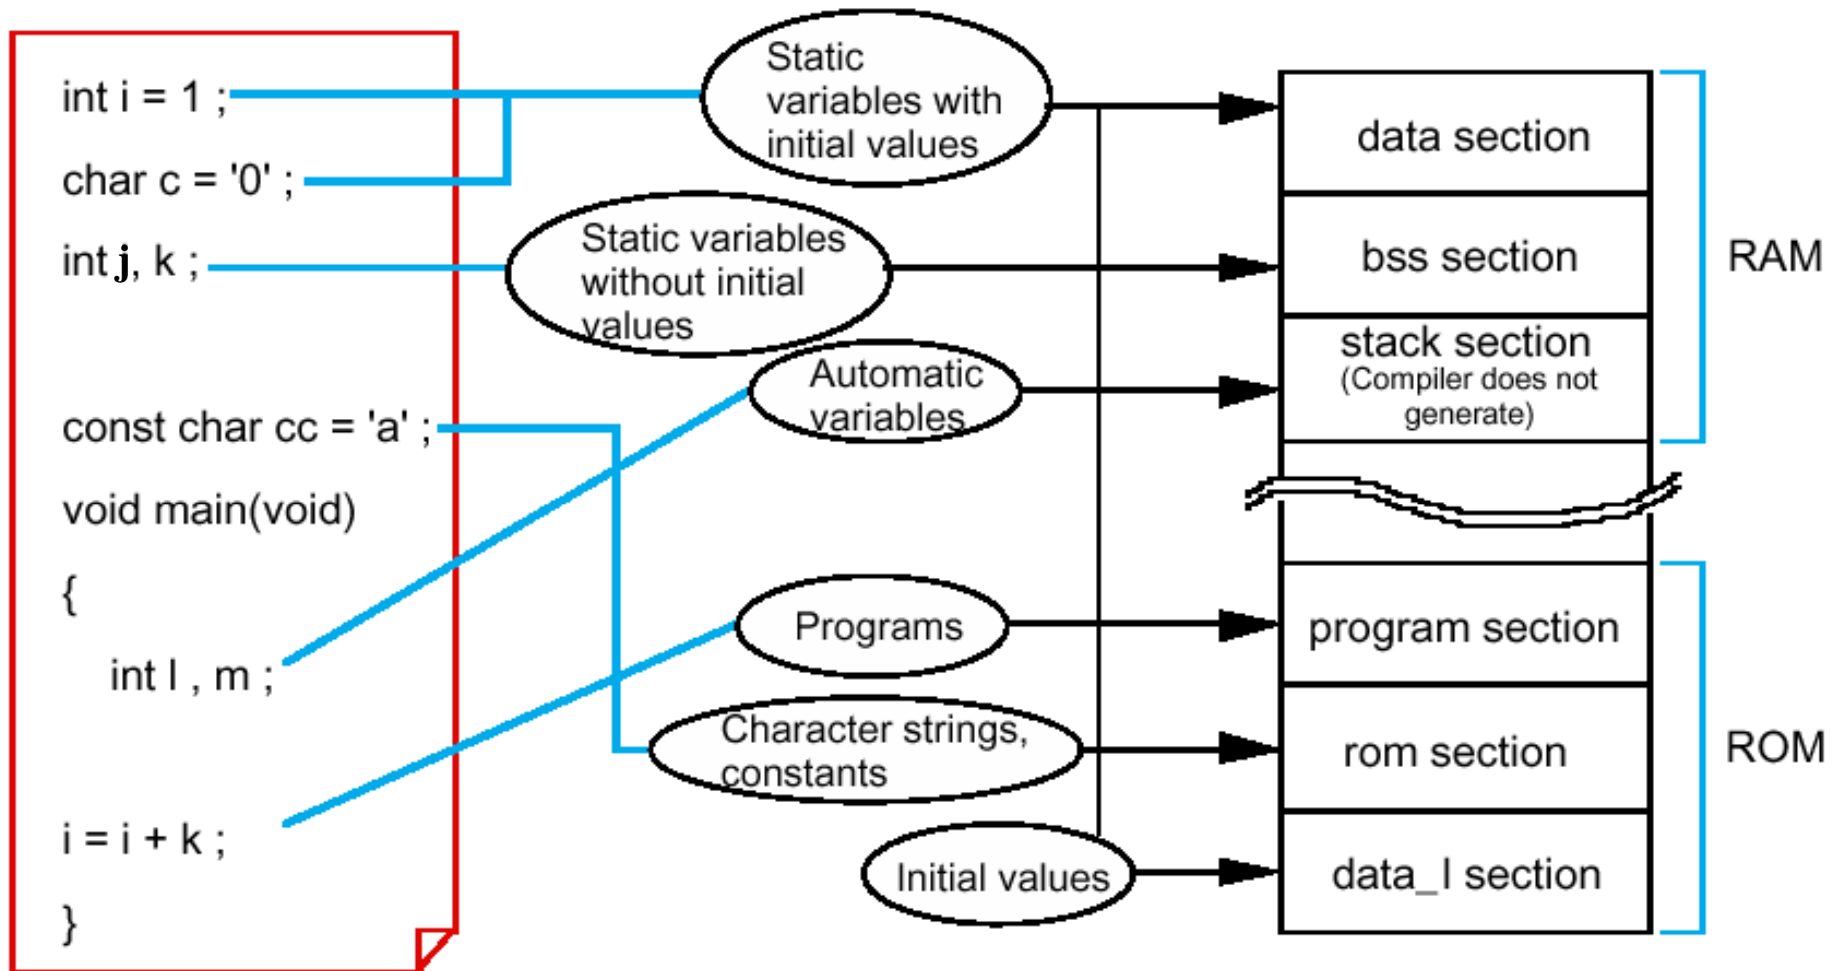 int i = 1 ;
char c = '0' ;
int j, k ;
const char cc = 'a' ;
void main(void)
{
int l , m ;
i = i + k ;
}
Static
variables with
initial values
Static variables
without initial
values
Automatic
variables
Programs
Character strings,
constants
Initial values
data section
bss section
stack section
(Compiler does not
generate)
program section
rom section
data_I section
RAM
ROM